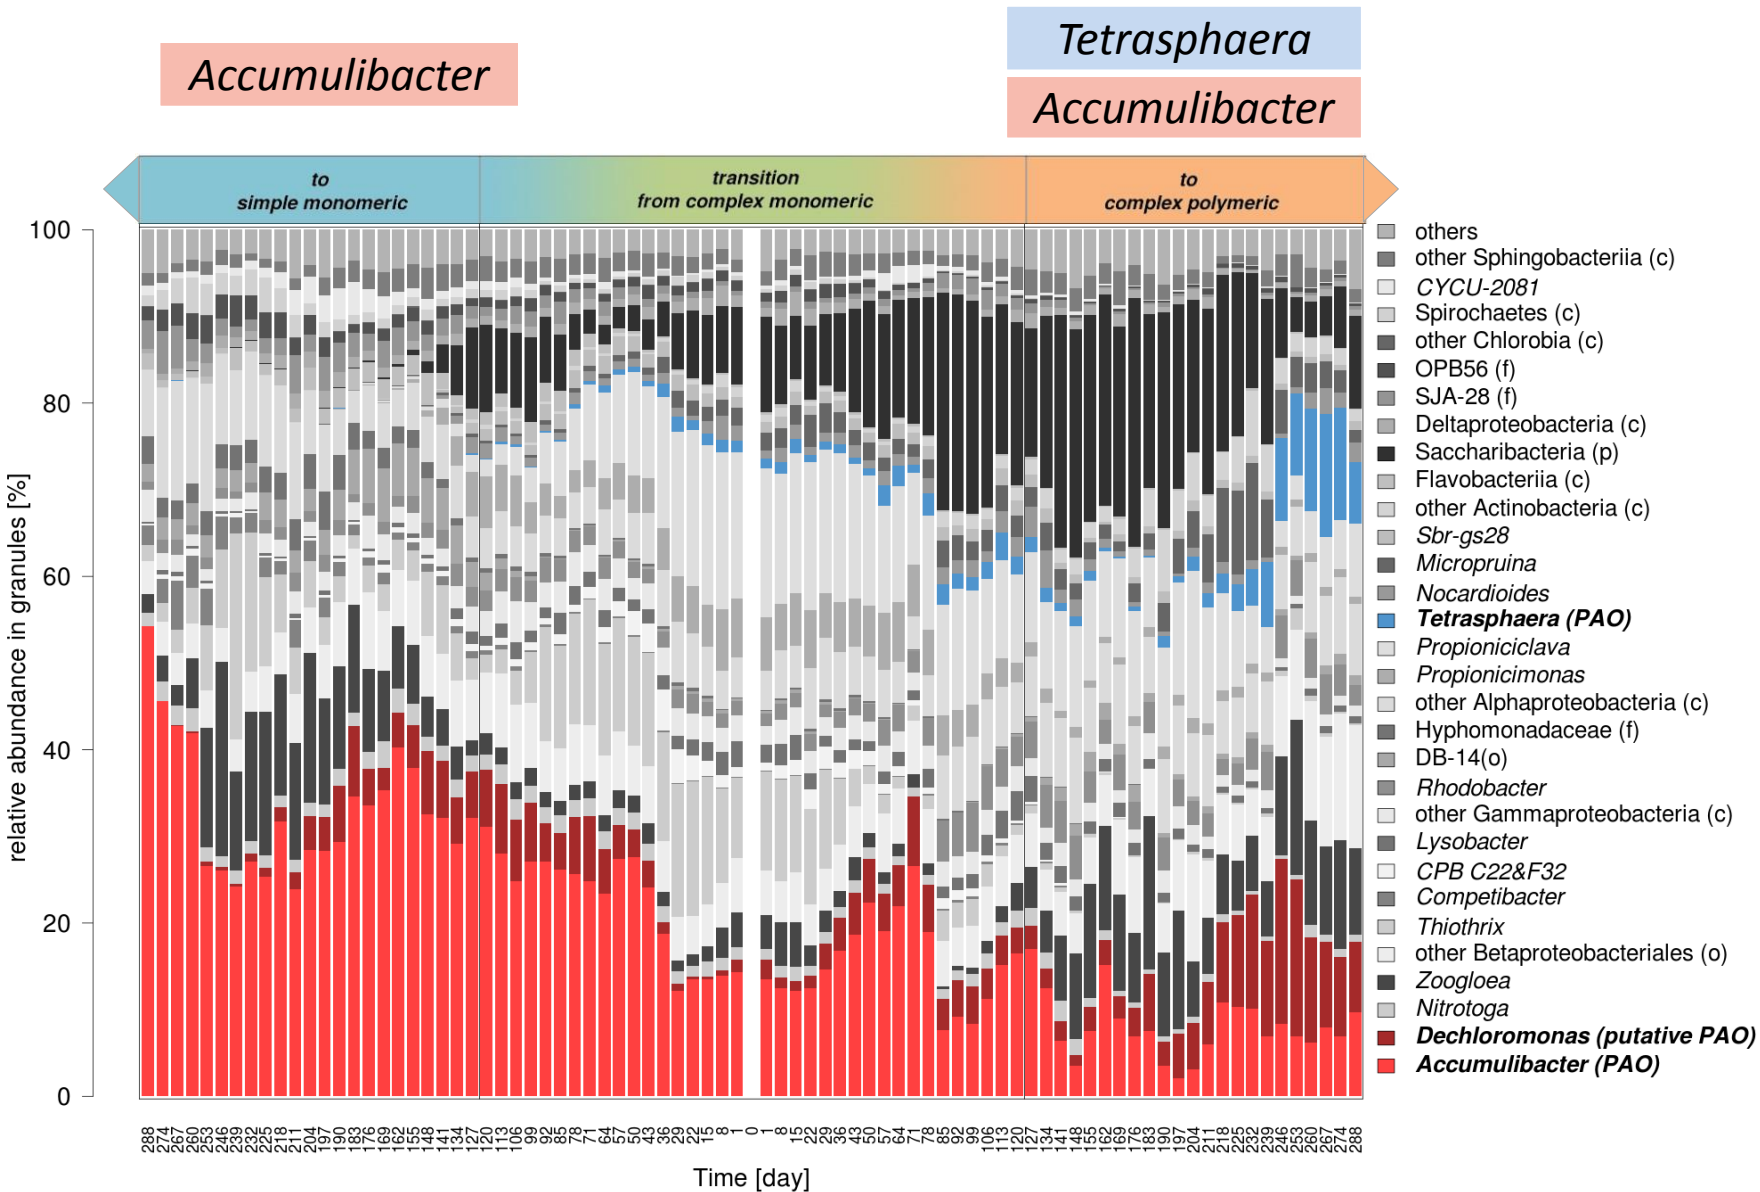 Tetrasphaera
Accumulibacter
Accumulibacter
to
simple monomeric
transition
from complex monomeric
to
complex polymeric
relative abundance in granules [%]
100
80
60
40
20
0
others
other Sphingobacteriia (c)
CYCU-2081
Spirochaetes (c)
other Chlorobia (c)
OPB56 (f)
SJA-28 (f)
Deltaproteobacteria (c)
Saccharibacteria (p)
Flavobacteriia (c)
other Actinobacteria (c)
Sbr-gs28
Micropruina
Nocardioides
Tetrasphaera (PAO)
Propioniciclava
Propionicimonas
other Alphaproteobacteria (c)
Hyphomonadaceae (f)
DB-14(o)
Rhodobacter
other Gammaproteobacteria (c)
Lysobacter
CPB C22&F32
Competibacter
Thiothrix
other Betaproteobacteriales (o)
Zoogloea
Nitrotoga
Dechloromonas (putative PAO)
Accumulibacter (PAO)
288 274 267 260 253 246 239 232 225 218 211 204 197 190 183 176 169 162 155 148 141 134 127 120 113 106 99 92 85 78 71 64 57 50 43 36 29 22 15 8 1 0 1 8 15 22 29 36 43 50 57 64 71 78 85 92 99 106 113 120 127 134 141 148 155 162 169 176 183 190 197 204 211 218 225 232 239 246 253 260 267 274 288
Time [day]